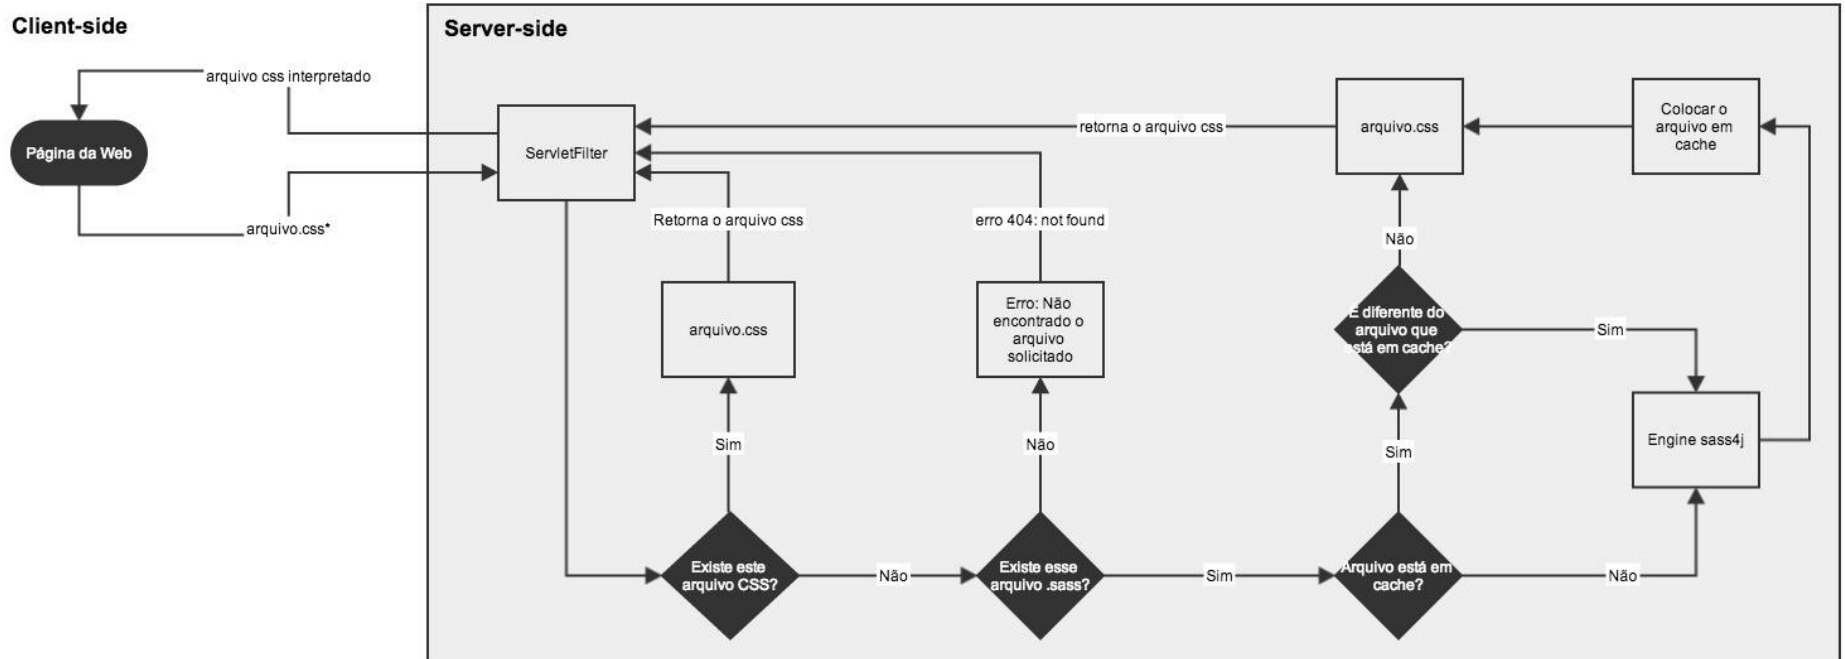 Client-side
Server-side
arquivo css interpretado
Página da Web
arquivo.css*
ServletFilter
retorna o arquivo css
arquivo.css
Colocar o
arquivo em
cache
Retorna o arquivo css
erro 404: not found
Não
arquivo.css
Erro: Não
encontrado o
arquivo
solicitado
É diferente do
arquivo que
está em cache?
Sim
Sim
Não
Sim
Engine sass4j
Existe este
arquivo CSS?
Não
Existe esse
arquivo .sass?
Sim
Arquivo está em
cache?
Não